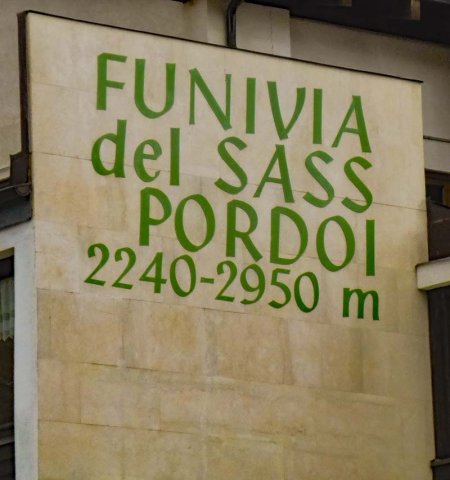 FUNIVIA
del SASS
PORDOI
2240-2950 m